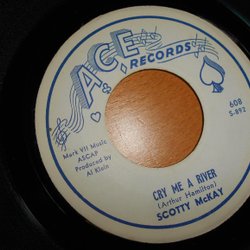 ACE
RECORDS
608
S-892
Mark VII Music
ASCAP
Produced by
Al Klein
CRY ME A RIVER
(Arthur Hamilton)
SCOTTY McKAY